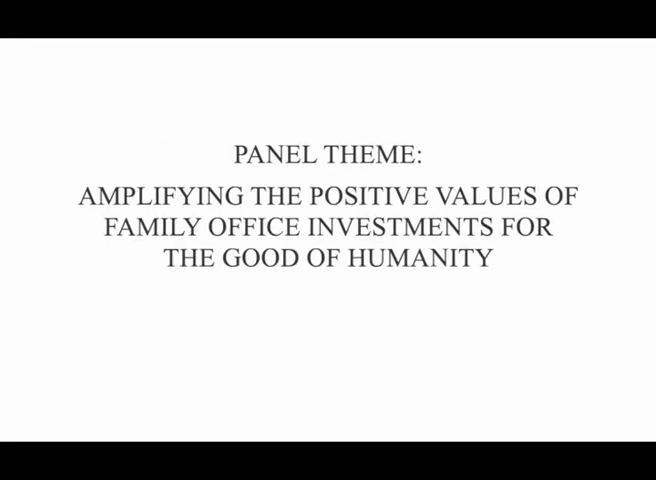 PANEL THEME:
AMPLIFYING THE POSITIVE VALUES OF
FAMILY OFFICE INVESTMENTS FOR
THE GOOD OF HUMANITY